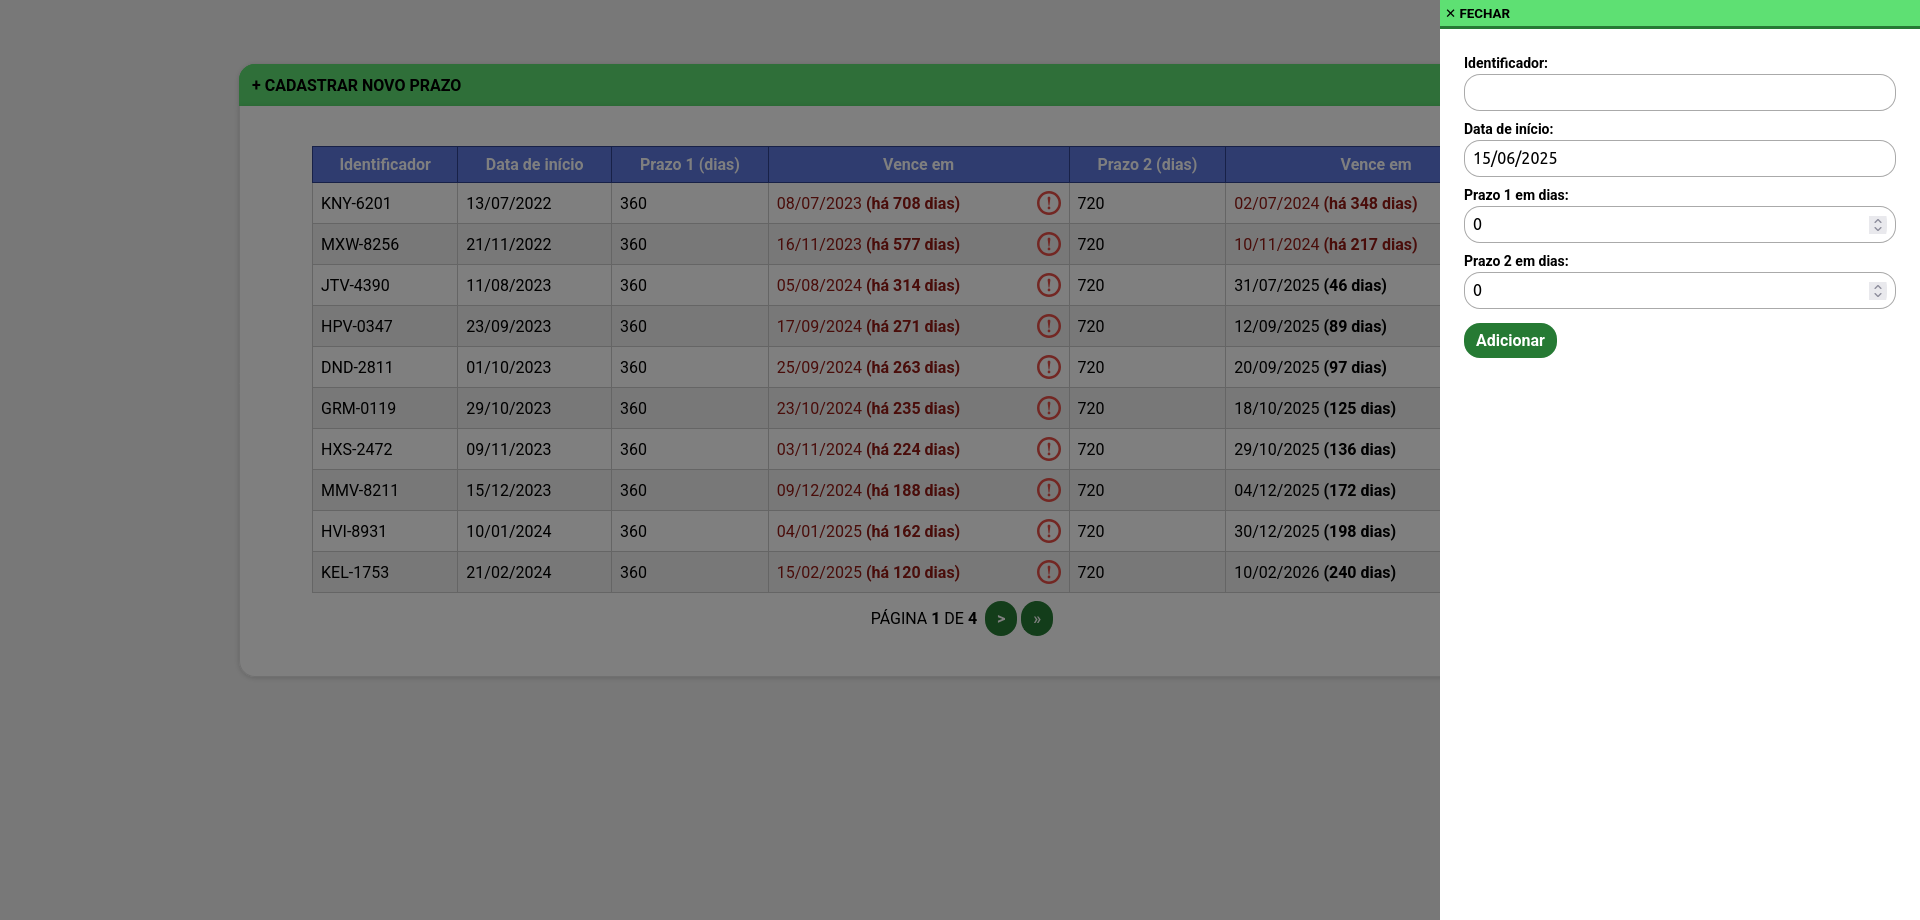 × FECHAR
+ CADASTRAR NOVO PRAZO
Identificador Data de início Prazo 1 (dias) Vence em Prazo 2 (dias) Vence em
KNY-6201 13/07/2022 360 08/07/2023 (há 708 dias) ! 720 02/07/2024 (há 348 dias)
MXW-8256 21/11/2022 360 16/11/2023 (há 577 dias) ! 720 10/11/2024 (há 217 dias)
JTV-4390 11/08/2023 360 05/08/2024 (há 314 dias) ! 720 31/07/2025 (46 dias)
HPV-0347 23/09/2023 360 17/09/2024 (há 271 dias) ! 720 12/09/2025 (89 dias)
DND-2811 01/10/2023 360 25/09/2024 (há 263 dias) ! 720 20/09/2025 (97 dias)
GRM-0119 29/10/2023 360 23/10/2024 (há 235 dias) ! 720 18/10/2025 (125 dias)
HXS-2472 09/11/2023 360 03/11/2024 (há 224 dias) ! 720 29/10/2025 (136 dias)
MMV-8211 15/12/2023 360 09/12/2024 (há 188 dias) ! 720 04/12/2025 (172 dias)
HVI-8931 10/01/2024 360 04/01/2025 (há 162 dias) ! 720 30/12/2025 (198 dias)
KEL-1753 21/02/2024 360 15/02/2025 (há 120 dias) ! 720 10/02/2026 (240 dias)
PÁGINA 1 DE 4 > »
Identificador:
Data de início:
15/06/2025
Prazo 1 em dias:
0
Prazo 2 em dias:
0
Adicionar